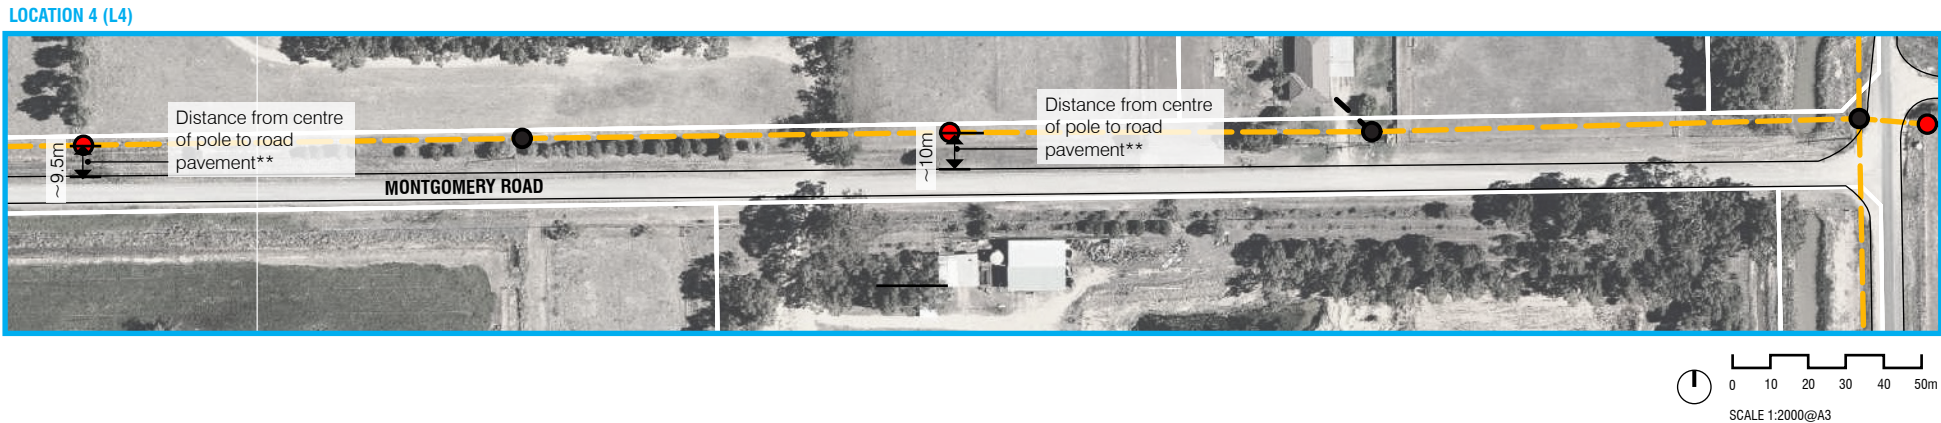 LOCATION 4 (L4)
Distance from centre
of pole to road
pavement**
~9.5m
Distance from centre
of pole to road
pavement**
~10m
MONTGOMERY ROAD
0 10 20 30 40 50m
SCALE 1:2000@A3